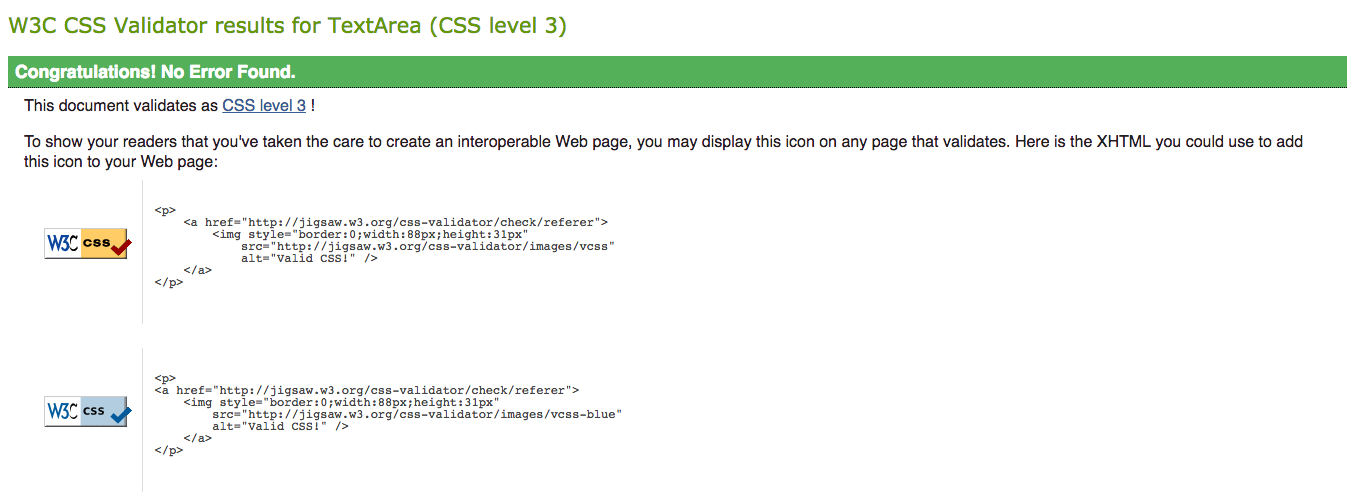 W3C CSS Validator results for TextArea (CSS level 3)
Congratulations! No Error Found.
This document validates as CSS level 3 !
To show your readers that you've taken the care to create an interoperable Web page, you may display this icon on any page that validates. Here is the XHTML you could use to add
this icon to your Web page:
W3C css
<p>
    <a href="http://jigsaw.w3.org/css-validator/check/referer">
        <img style="border:0;width:88px;height:31px"
            src="http://jigsaw.w3.org/css-validator/images/vcss"
            alt="Valid CSS!" />
    </a>
</p>
W3C css
<p>
<a href="http://jigsaw.w3.org/css-validator/check/referer">
    <img style="border:0;width:88px;height:31px"
        src="http://jigsaw.w3.org/css-validator/images/vcss-blue"
        alt="Valid CSS!" />
    </a>
</p>